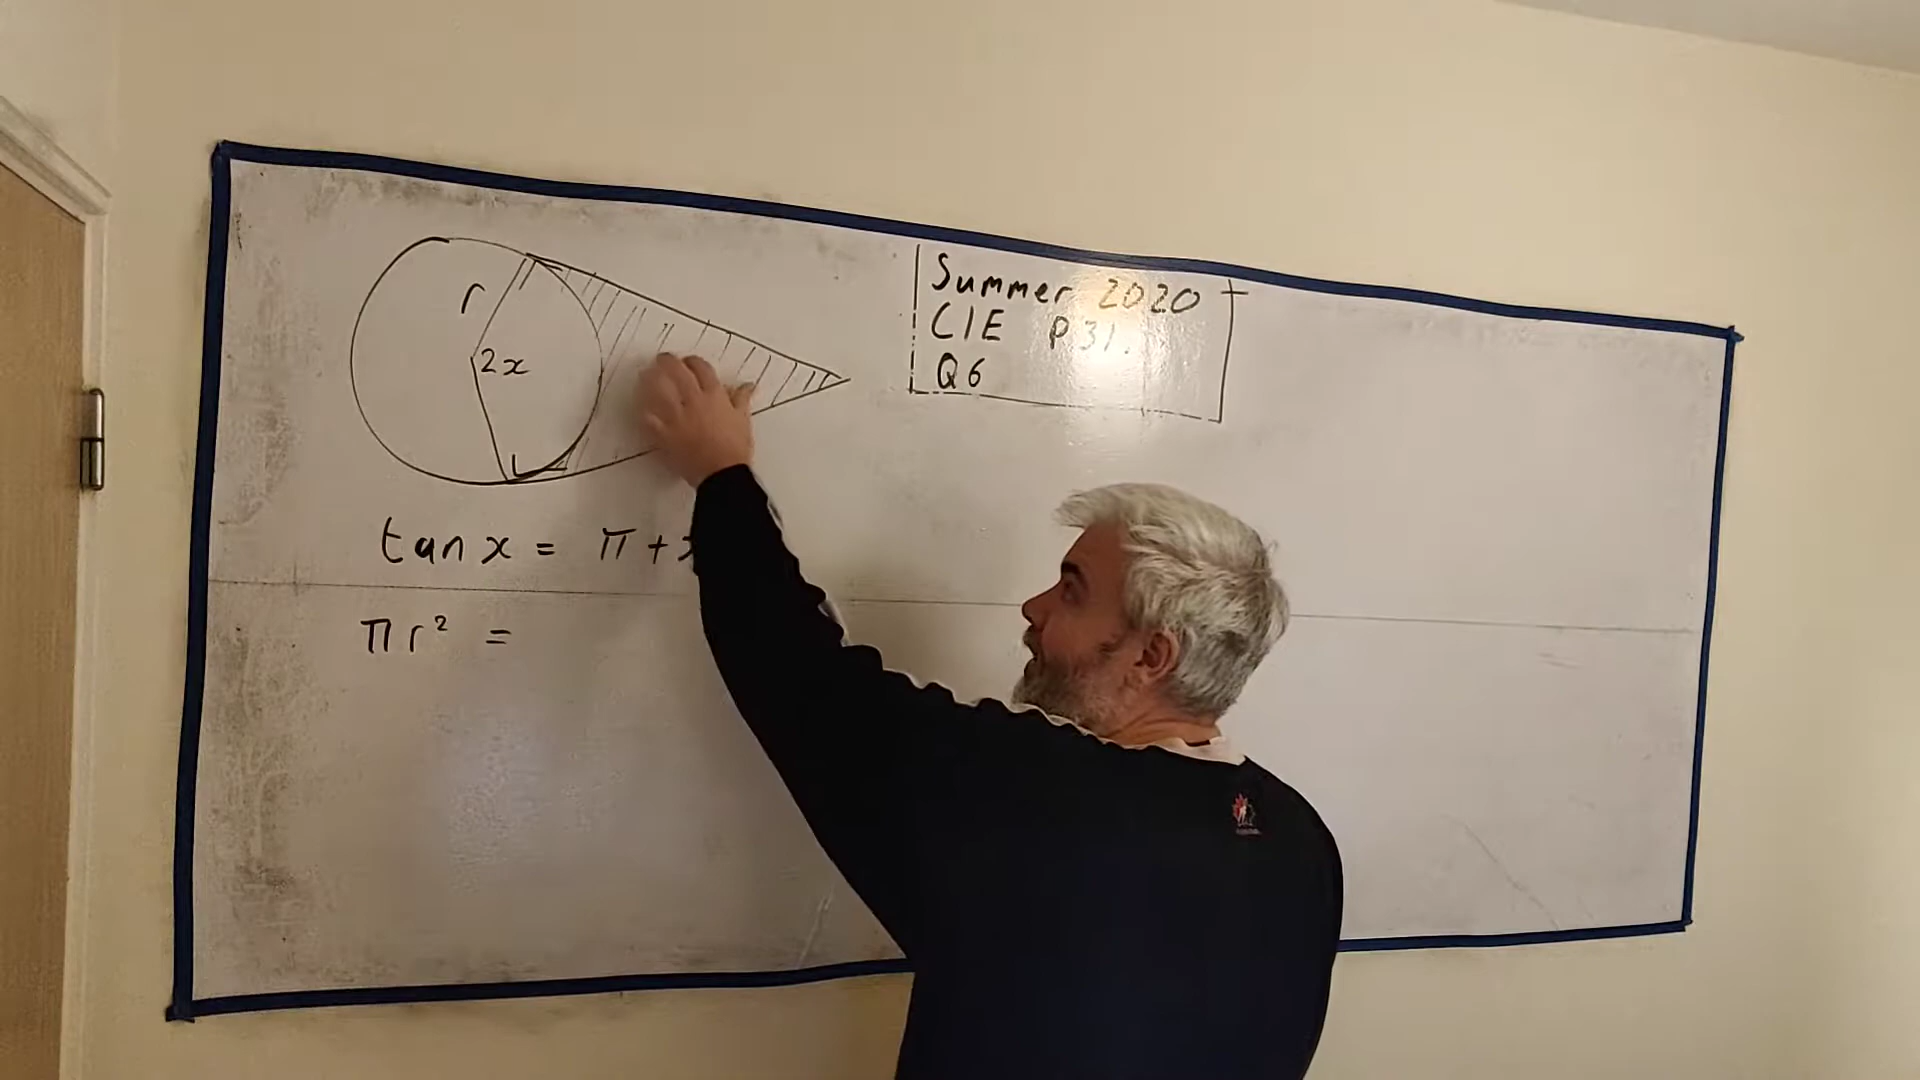 r
2x
Summer 2020
CIE P31.
Q6
tan x = π +
πr² =